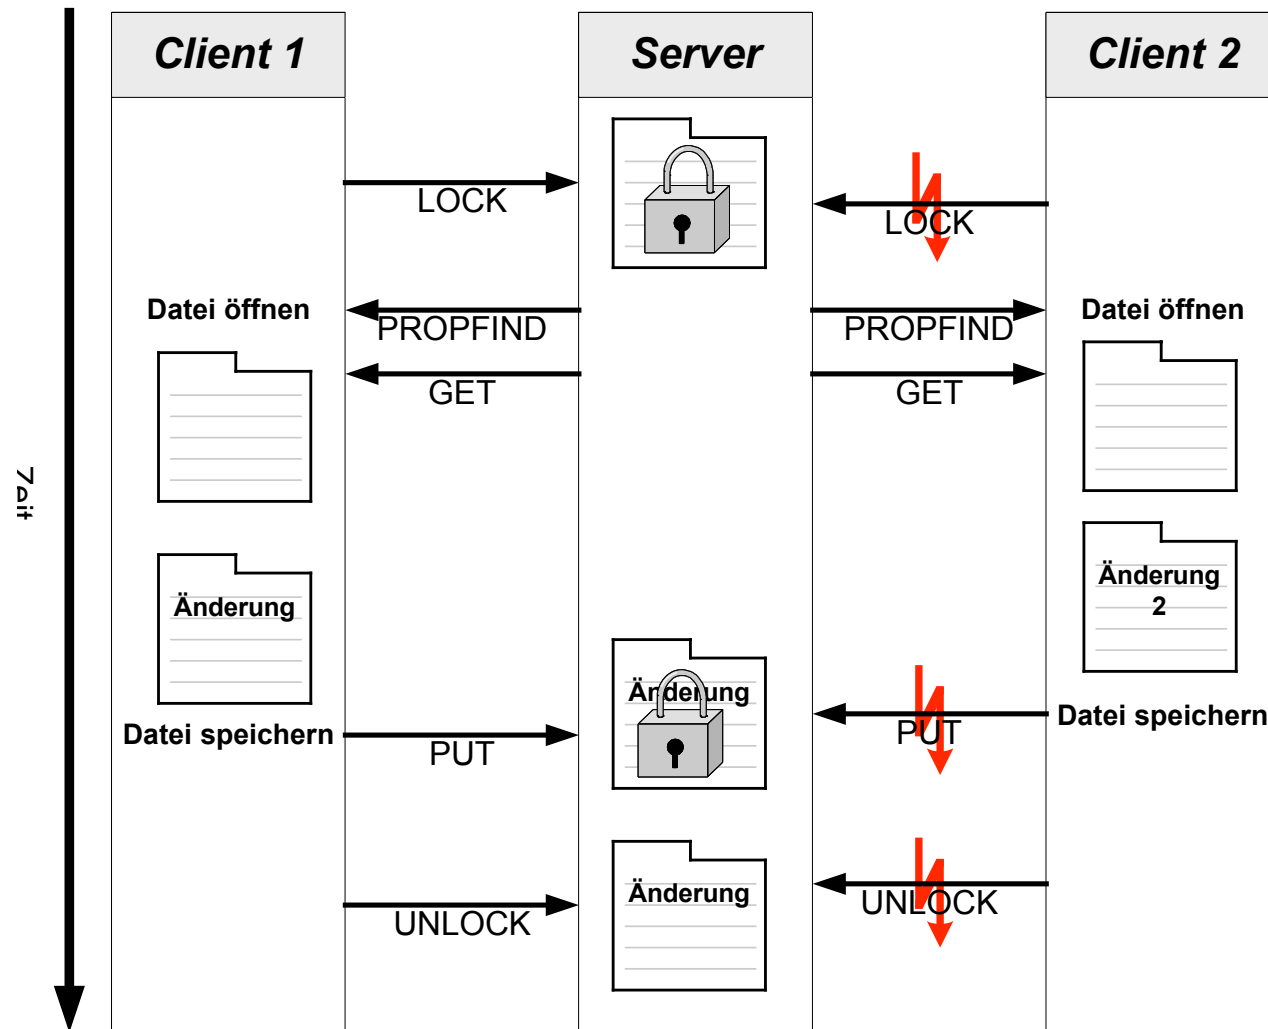 Client 1
Server
Client 2
LOCK
LOCK
Datei öffnen
PROPFIND
PROPFIND
Datei öffnen
GET
GET
Zeit
Änderung
Änderung
2
Änderung
Datei speichern
PUT
PUT
Datei speichern
Änderung
UNLOCK
UNLOCK